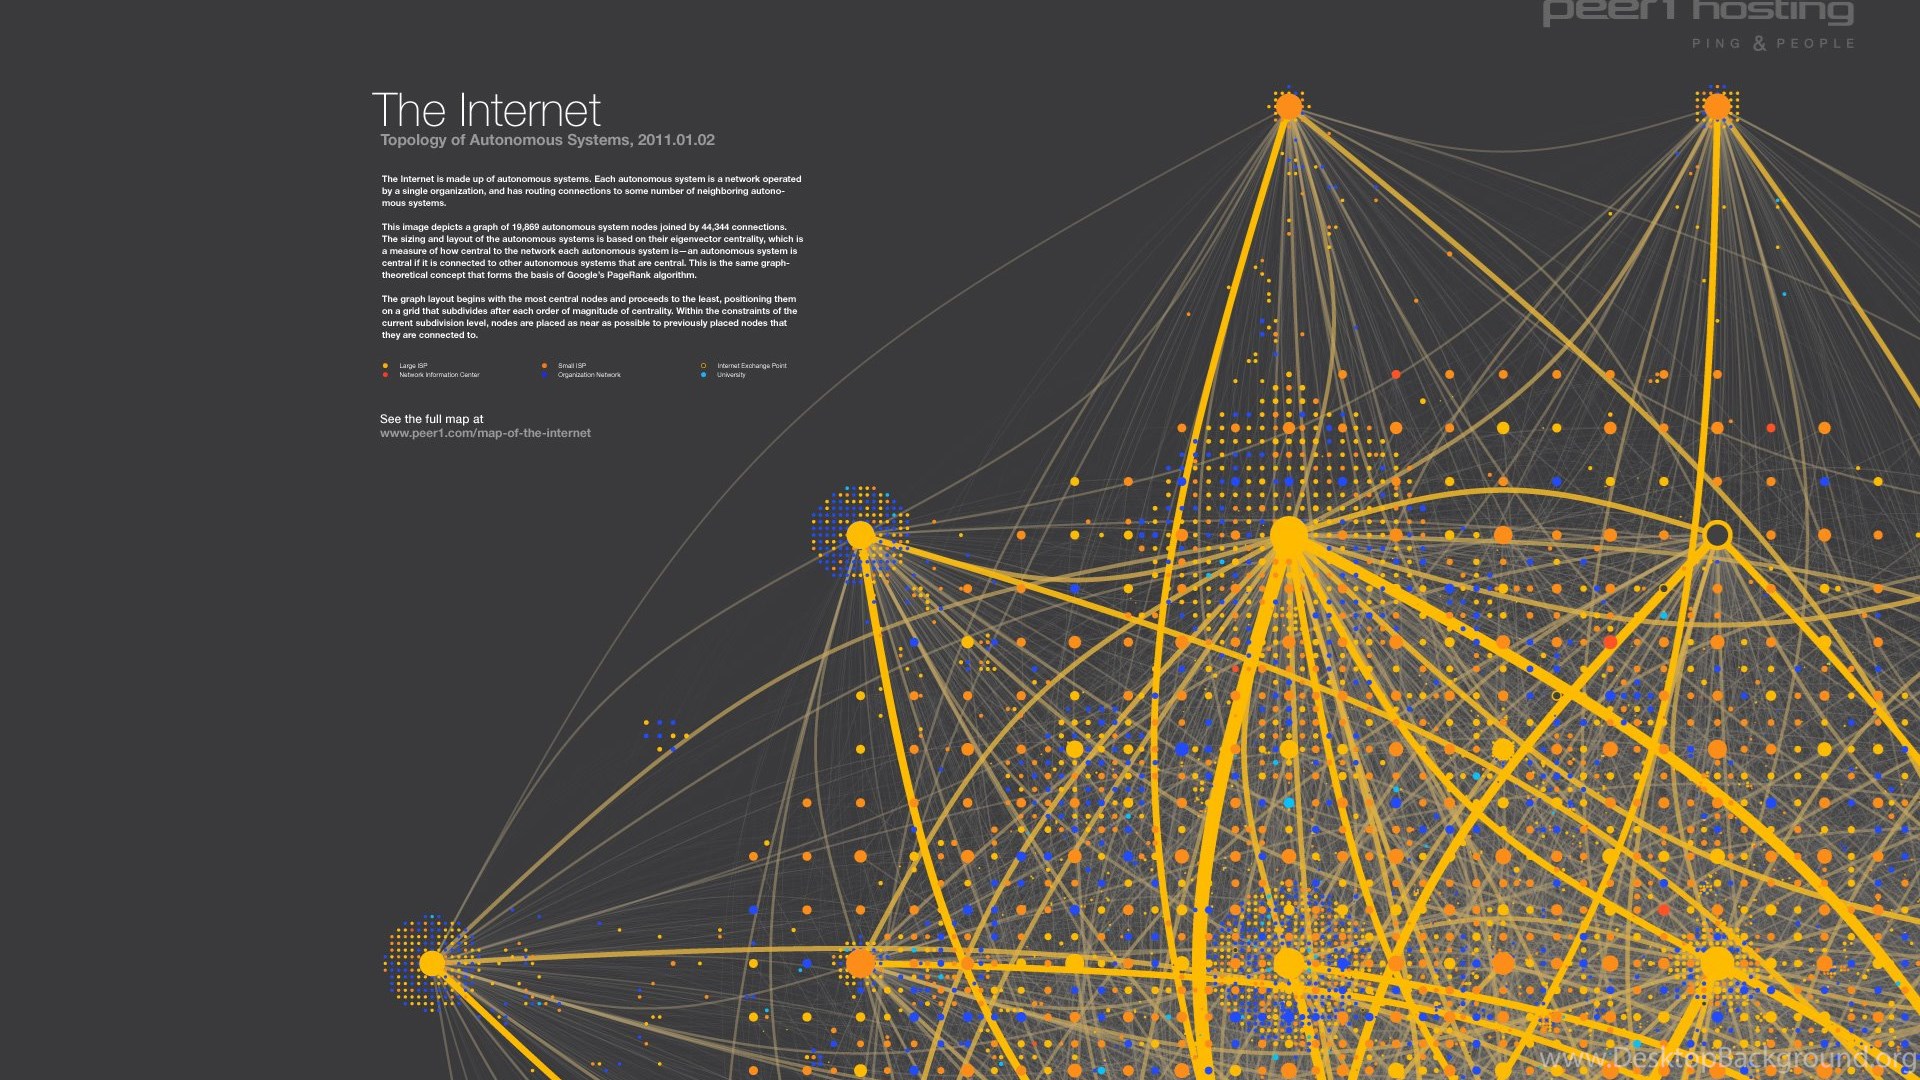 peer1 hosting
PING & PEOPLE
The Internet
Topology of Autonomous Systems, 2011.01.02
The Internet is made up of autonomous systems. Each autonomous system is a network operated
by a single organization, and has routing connections to some number of neighboring autono-
mous systems.
This image depicts a graph of 19,869 autonomous system nodes joined by 44,344 connections.
The sizing and layout of the autonomous systems is based on their eigenvector centrality, which is
a measure of how central to the network each autonomous system is—an autonomous system is
central if it is connected to other autonomous systems that are central. This is the same graph-
theoretical concept that forms the basis of Google's PageRank algorithm.
The graph layout begins with the most central nodes and proceeds to the least, positioning them
on a grid that subdivides after each order of magnitude of centrality. Within the constraints of the
current subdivision level, nodes are placed as near as possible to previously placed nodes that
they are connected to.
Large ISP
Small ISP
Internet Exchange Point
Network Information Center
Organization Network
University
See the full map at
www.peer1.com/map-of-the-internet
www.DesktopBackground.org